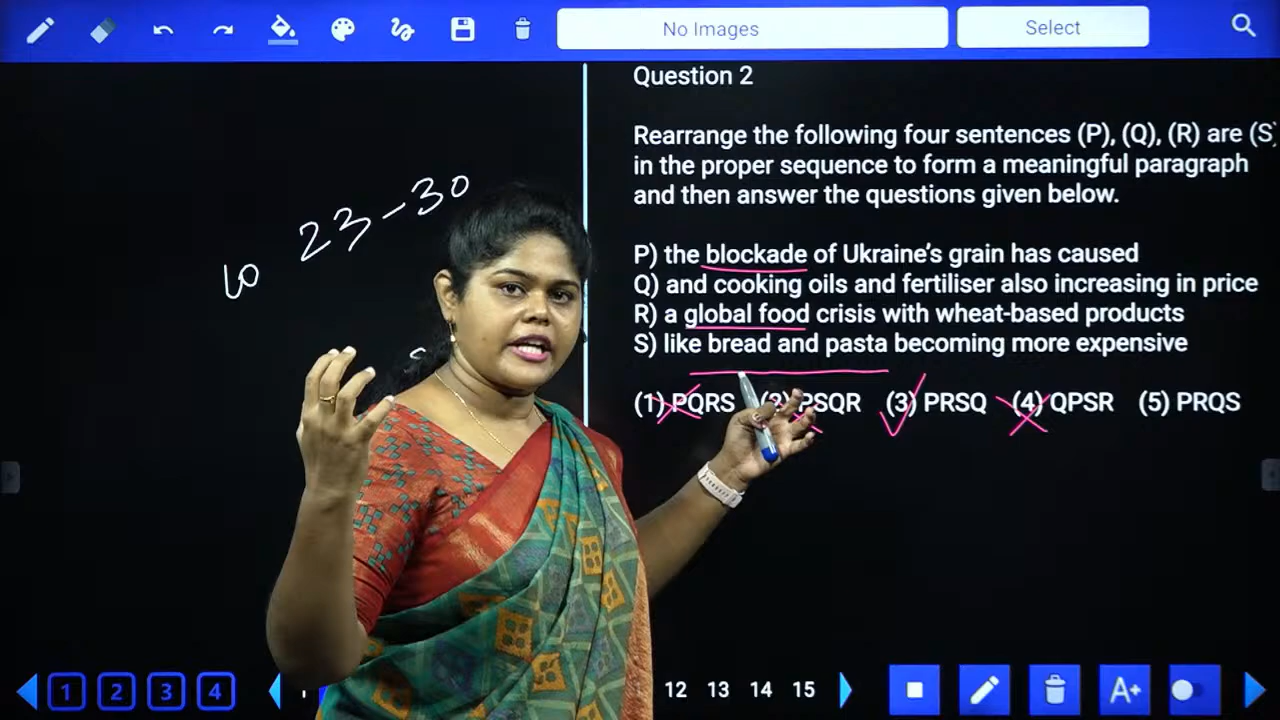 No Images
Select
Question 2
Rearrange the following four sentences (P), (Q), (R) are (S)
in the proper sequence to form a meaningful paragraph
and then answer the questions given below.
P) the blockade of Ukraine's grain has caused
Q) and cooking oils and fertiliser also increasing in price
R) a global food crisis with wheat-based products
S) like bread and pasta becoming more expensive
(1) PQRS (2) PSQR (3) PRSQ (4) QPSR (5) PRQS
23-30
10
1 2 3 4
12 13 14 15
A+